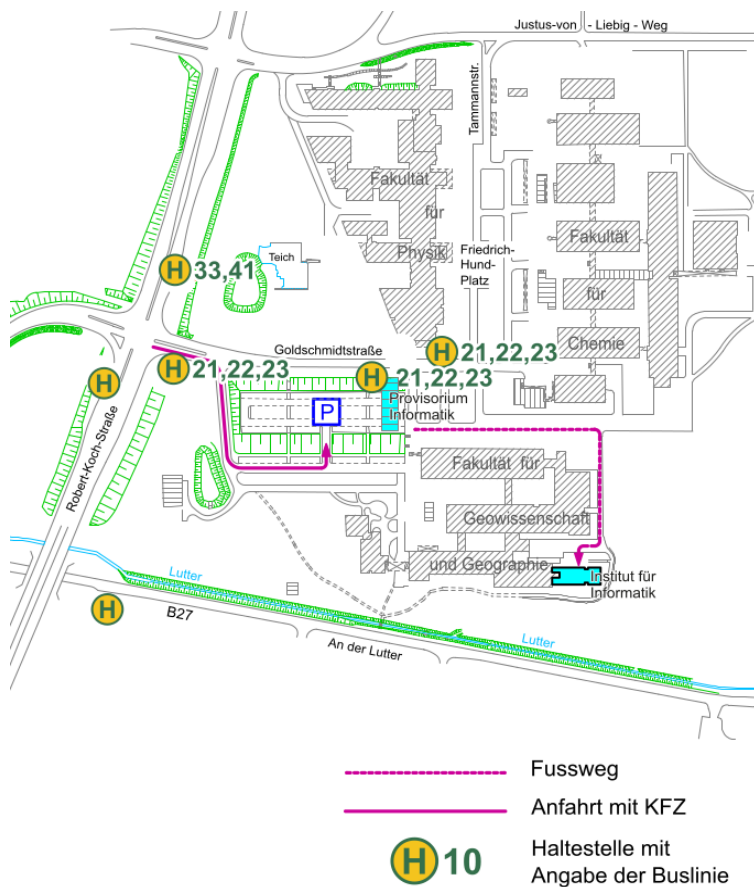 Justus-von - Liebig - Weg
Tammannstr.
Fakultät
für
Physik
Friedrich-
Hund-
Platz
Fakultät
für
Chemie
Teich
H 33,41
Goldschmidtstraße
H 21,22,23
H 21,22,23
H 21,22,23
H
Provisorium
Informatik
P
Robert-Koch-Straße
Fakultät für
Geowissenschaft
und Geographie
Institut für
Informatik
Lutter
H
B27
An der Lutter
Lutter
Fussweg
Anfahrt mit KFZ
H 10
Haltestelle mit
Angabe der Buslinie